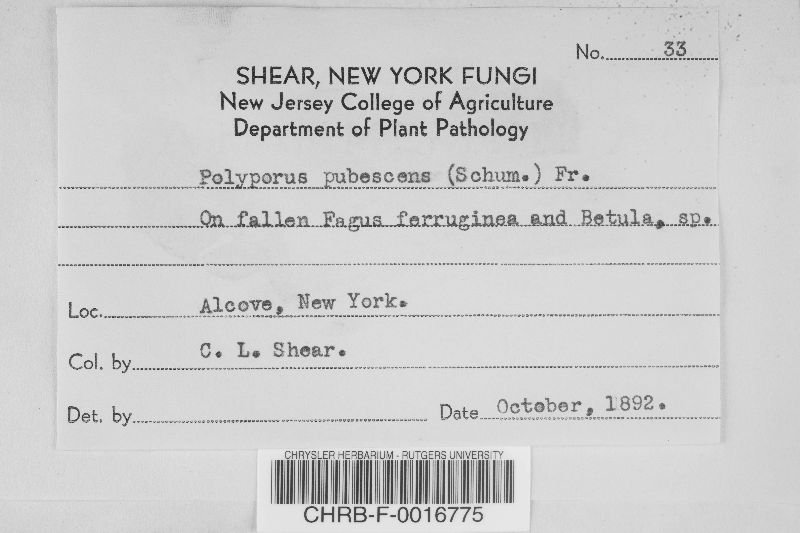 No. 33
SHEAR, NEW YORK FUNGI
New Jersey College of Agriculture
Department of Plant Pathology
Polyporus pubescens (Schum.) Fr.
On fallen Fagus ferruginea and Betula, sp.
Loc. Alcove, New York.
Col. by C. L. Shear.
Det. by
Date October, 1892.
CHRYSLER HERBARIUM - RUTGERS UNIVERSITY
CHRB-F-0016775